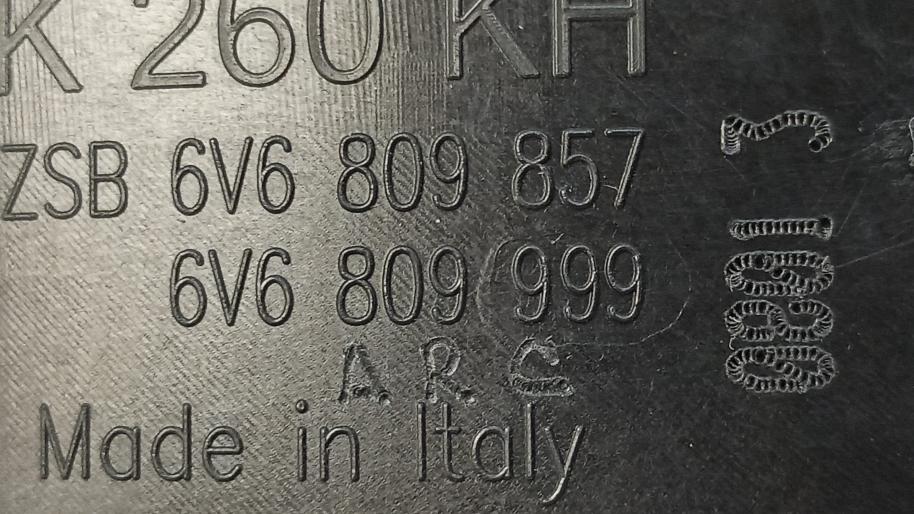 K 260 KH
ZSB 6V6 809 857
6V6 809 999
A R C
Made in Italy